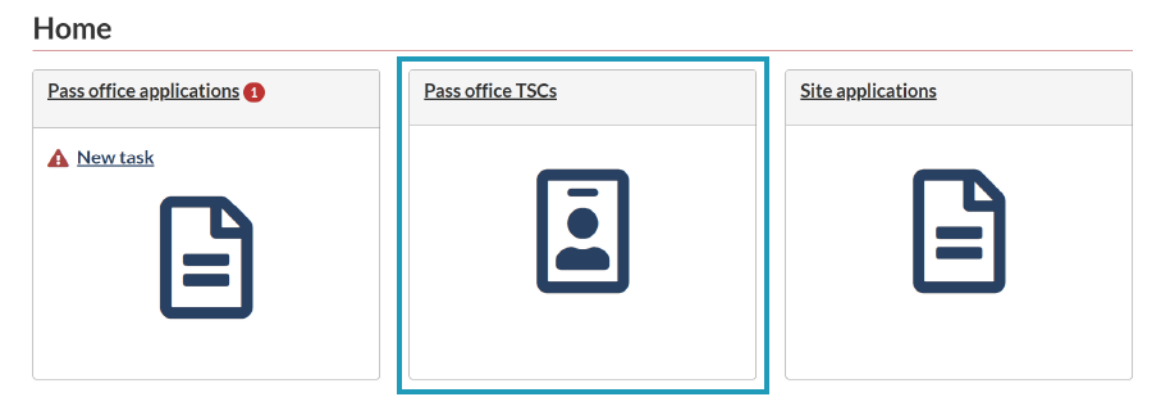 Home
Pass office applications 1
Pass office TSCs
Site applications
New task